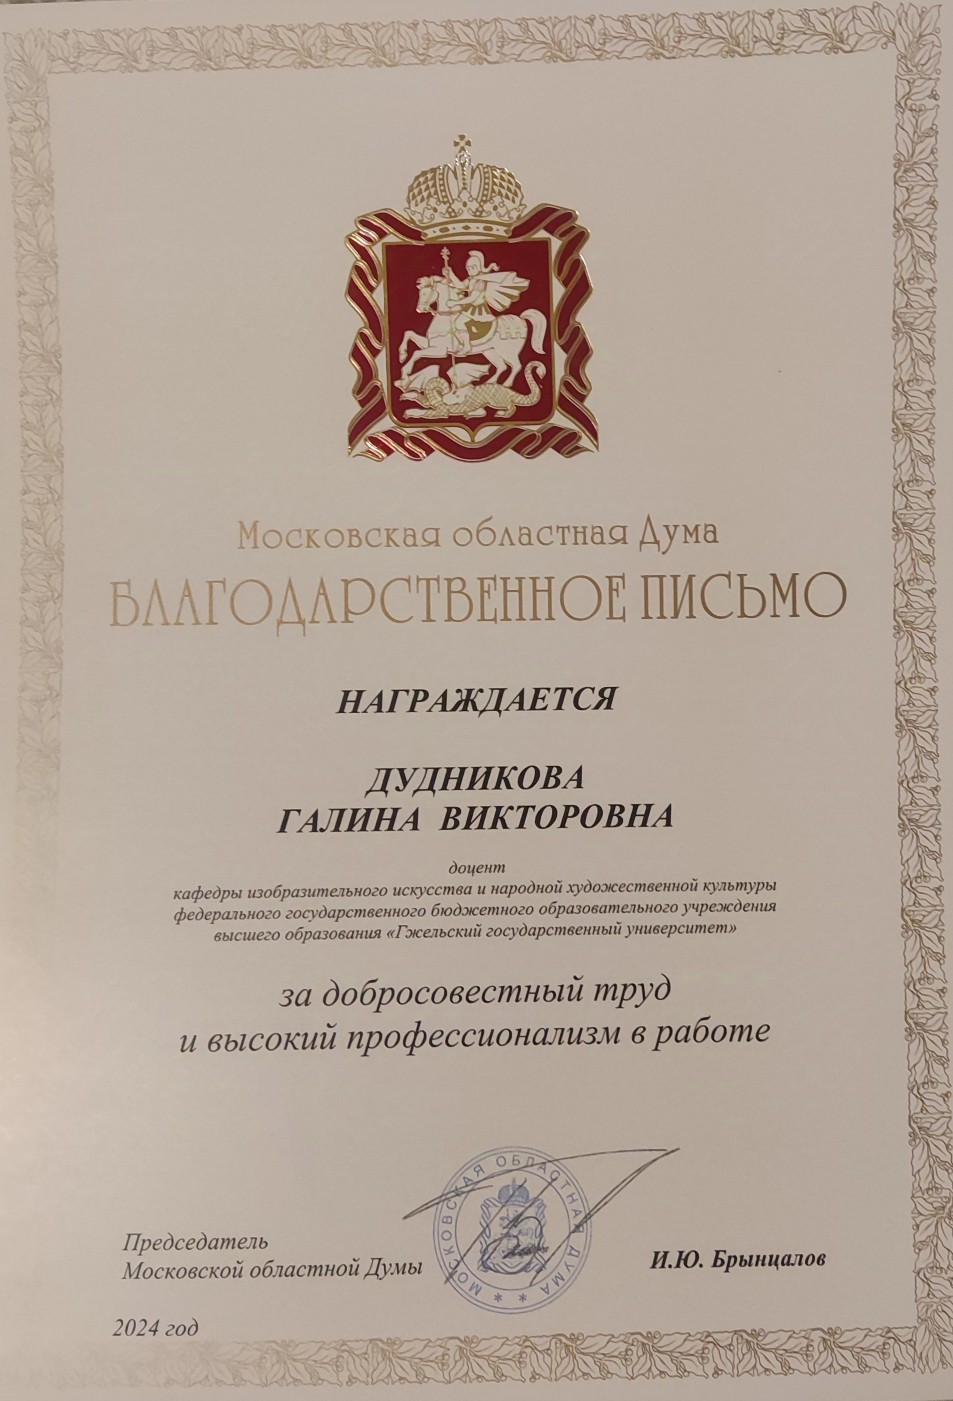 Московская областная Дума
БЛАГОДАРСТВЕННОЕ ПИСЬМО
НАГРАЖДАЕТСЯ
ДУДНИКОВА
ГАЛИНА ВИКТОРОВНА
доцент
кафедры изобразительного искусства и народной художественной культуры
федерального государственного бюджетного образовательного учреждения
высшего образования «Гжельский государственный университет»
за добросовестный труд
и высокий профессионализм в работе
МОСКОВСКАЯ ОБЛАСТНАЯ ДУМА
Председатель
Московской областной Думы
И.Ю. Брынцалов
2024 год